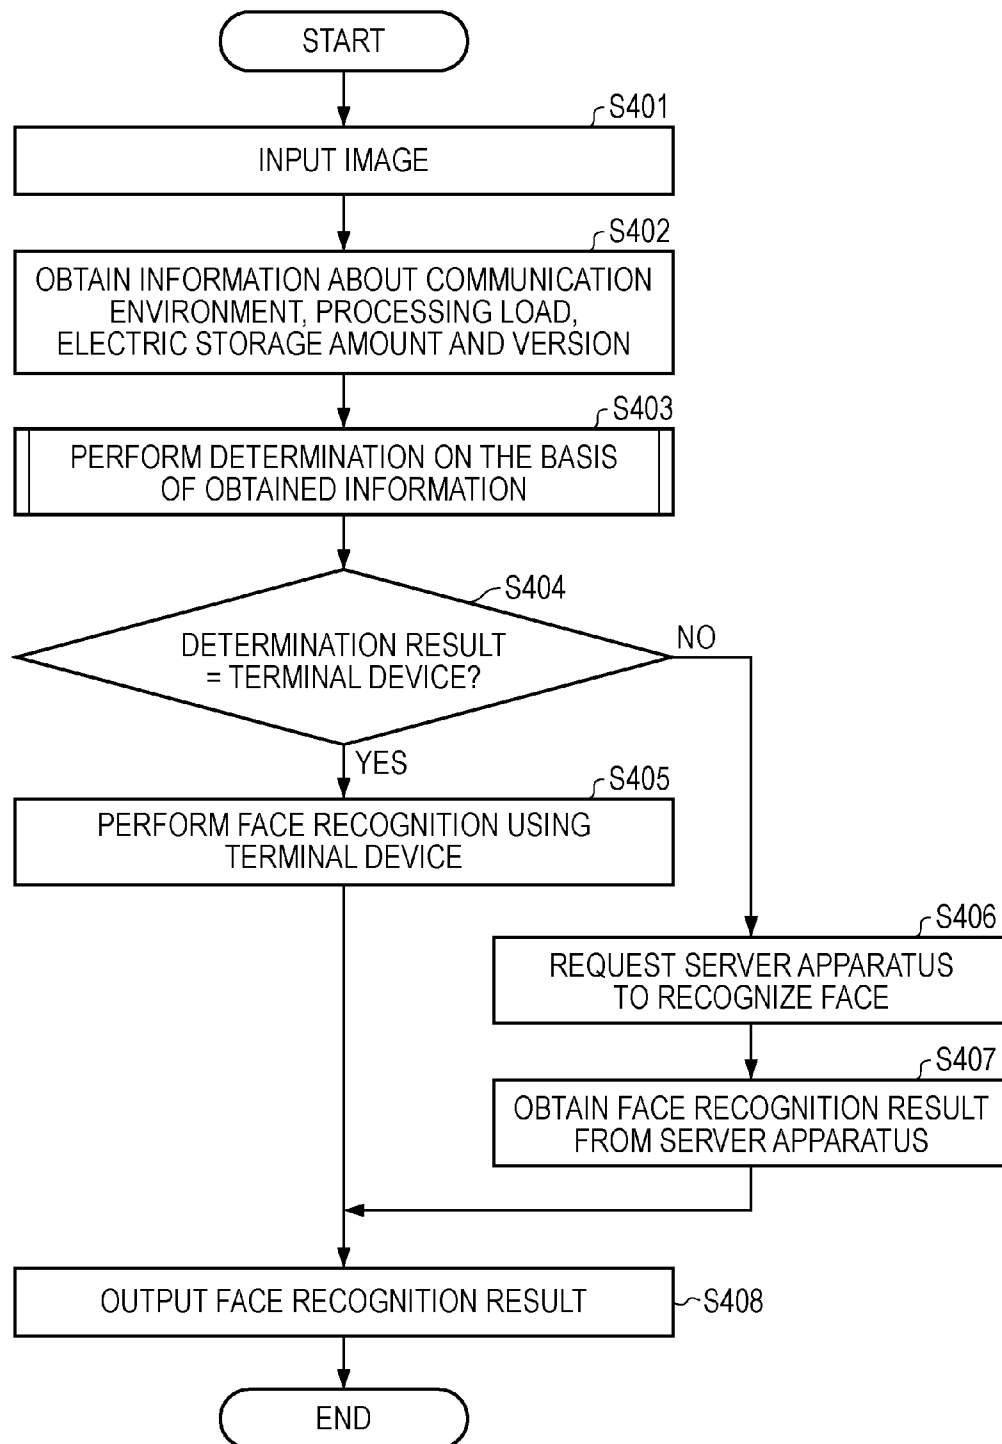 START
S401
INPUT IMAGE
S402
OBTAIN INFORMATION ABOUT COMMUNICATION
ENVIRONMENT, PROCESSING LOAD,
ELECTRIC STORAGE AMOUNT AND VERSION
S403
PERFORM DETERMINATION ON THE BASIS
OF OBTAINED INFORMATION
S404
DETERMINATION RESULT
= TERMINAL DEVICE?
NO
YES
S405
PERFORM FACE RECOGNITION USING
TERMINAL DEVICE
S406
REQUEST SERVER APPARATUS
TO RECOGNIZE FACE
S407
OBTAIN FACE RECOGNITION RESULT
FROM SERVER APPARATUS
OUTPUT FACE RECOGNITION RESULT
S408
END